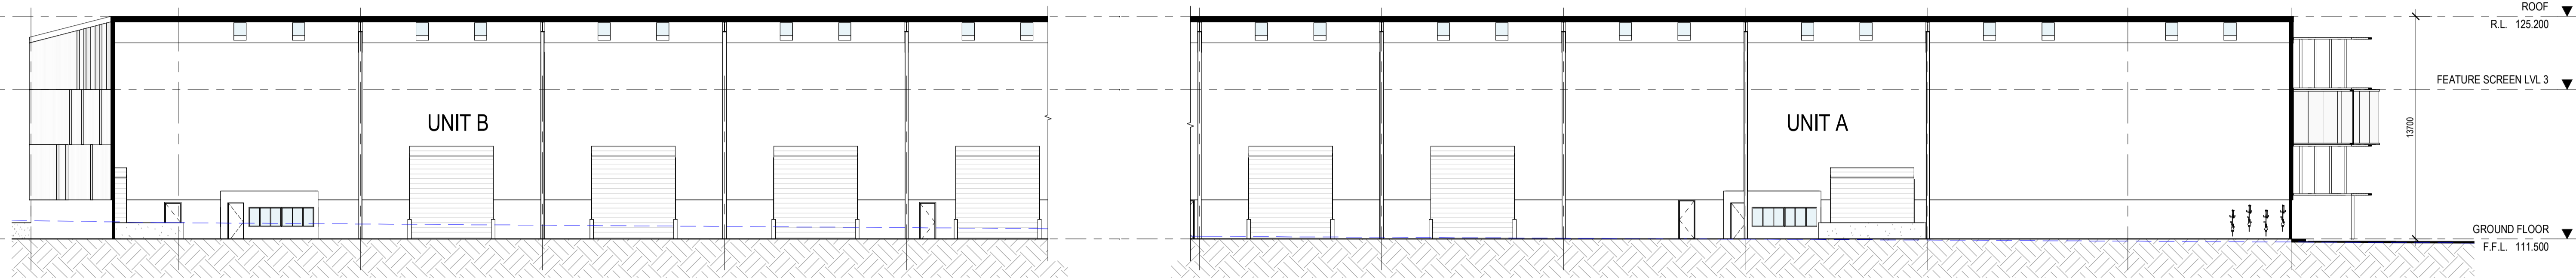 ROOF
R.L. 125.200
FEATURE SCREEN LVL 3
UNIT B
UNIT A
13700
GROUND FLOOR
F.F.L. 111.500